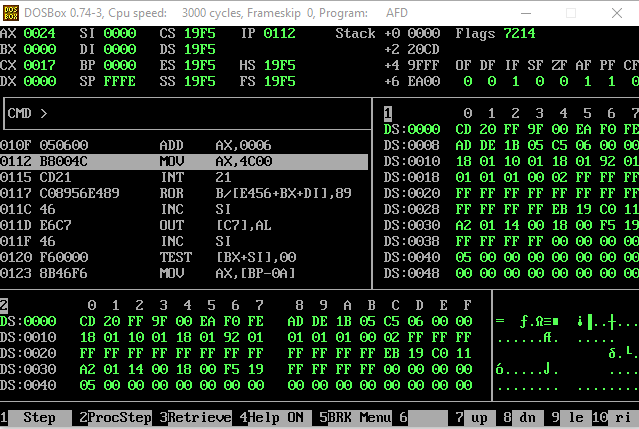 DOSBox 0.74-3, Cpu speed: 3000 cycles, Frameskip 0, Program: AFD
AX 0024 SI 0000 CS 19F5 IP 0112 Stack +0 0000 Flags 7214
BX 0000 DI 0000 DS 19F5 +2 20CD
CX 0017 BP 0000 ES 19F5 HS 19F5 +4 9FFF OF DF IF SF ZF AF PF CF
DX 0000 SP FFFE SS 19F5 FS 19F5 +6 EA00 0 0 1 0 0 1 1 0
CMD >
1 0 1 2 3 4 5 6 7
DS:0000 CD 20 FF 9F 00 EA F0 FE
010F 050600 ADD AX,0006 DS:0008 AD DE 1B 05 C5 06 00 00
0112 B8004C MOV AX,4C00 DS:0010 18 01 10 01 18 01 92 01
0115 CD21 INT 21 DS:0018 01 01 01 00 02 FF FF FF
0117 C08956E489 ROR B/[E456+BX+DI],89 DS:0020 FF FF FF FF FF FF FF FF
011C 46 INC SI DS:0028 FF FF FF FF EB 19 C0 11
011D E6C7 OUT [C7],AL DS:0030 A2 01 14 00 18 00 F5 19
011F 46 INC SI DS:0038 FF FF FF FF 00 00 00 00
0120 F60000 TEST [BX+SI],00 DS:0040 05 00 00 00 00 00 00 00
0123 8B46F6 MOV AX,[BP-0A] DS:0048 00 00 00 00 00 00 00 00
2 0 1 2 3 4 5 6 7 8 9 A B C D E F
DS:0000 CD 20 FF 9F 00 EA F0 FE AD DE 1B 05 C5 06 00 00
DS:0010 18 01 10 01 18 01 92 01 01 01 01 00 02 FF FF FF
DS:0020 FF FF FF FF FF FF FF FF FF FF FF FF EB 19 C0 11
DS:0030 A2 01 14 00 18 00 F5 19 FF FF FF FF 00 00 00 00
DS:0040 05 00 00 00 00 00 00 00 00 00 00 00 00 00 00 00
1 Step 2 ProcStep 3 Retrieve 4 Help ON 5 BRK Menu 6 7 up 8 dn 9 le 10 ri